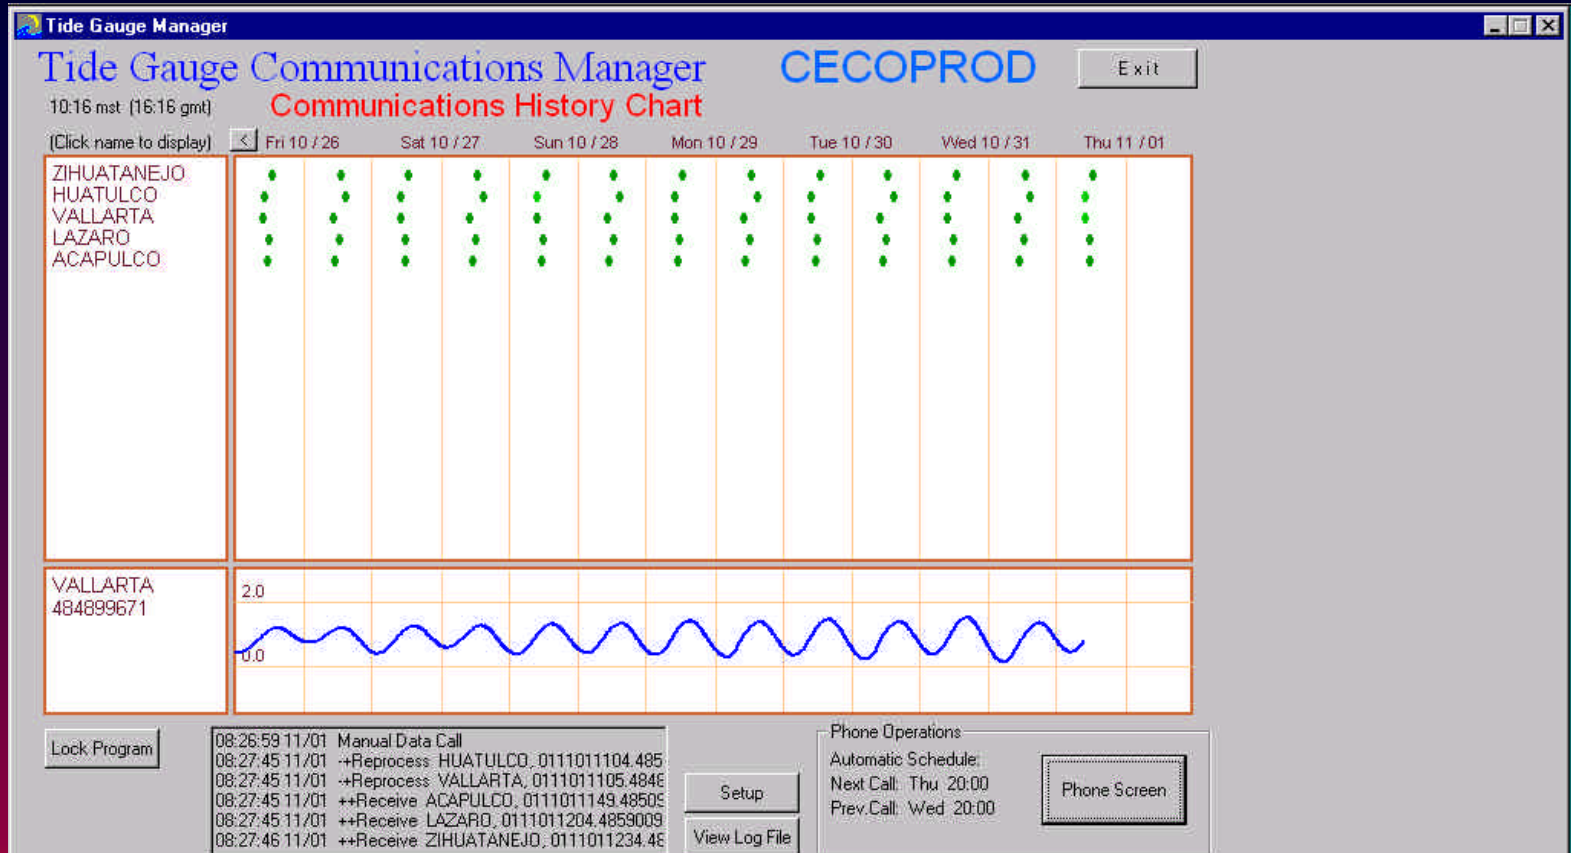 Tide Gauge Manager
Tide Gauge Communications Manager CECOPROD Exit
10:16 mst (16:16 gmt) Communications History Chart
(Click name to display) < Fri 10 / 26 Sat 10 / 27 Sun 10 / 28 Mon 10 / 29 Tue 10 / 30 Wed 10 / 31 Thu 11 / 01
ZIHUATANEJO
HUATULCO
VALLARTA
LAZARO
ACAPULCO
VALLARTA
484899671
2.0
0.0
Lock Program
08:26:59 11/01 Manual Data Call
08:27:45 11/01 -+Reprocess HUATULCO, 0111011104.485
08:27:45 11/01 -+Reprocess VALLARTA, 0111011105.4848
08:27:45 11/01 ++Receive ACAPULCO, 0111011149.48509
08:27:45 11/01 ++Receive LAZARO, 0111011204.4859009
08:27:46 11/01 ++Receive ZIHUATANEJO, 0111011234.48
Setup
View Log File
Phone Operations
Automatic Schedule:
Next Call: Thu 20:00
Prev.Call: Wed 20:00
Phone Screen